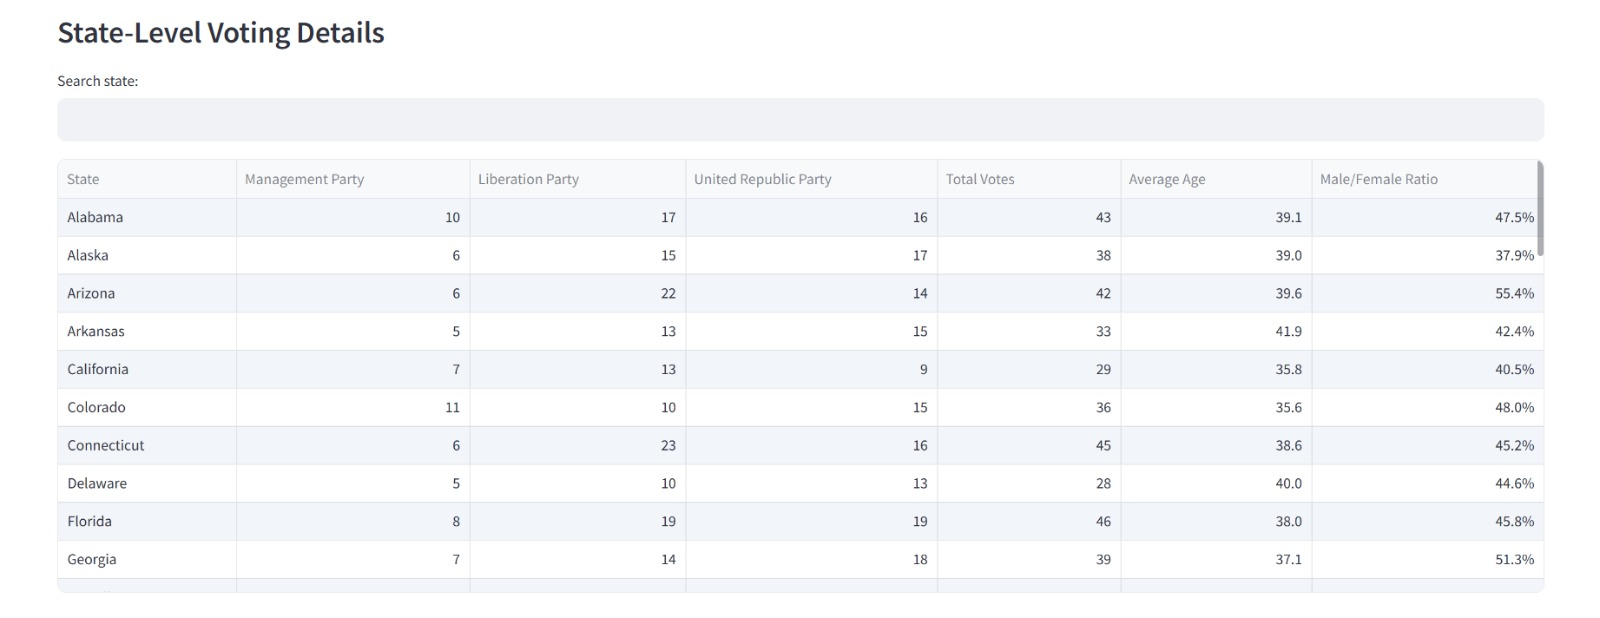 State-Level Voting Details
Search state:
State Management Party Liberation Party United Republic Party Total Votes Average Age Male/Female Ratio
Alabama 10 17 16 43 39.1 47.5%
Alaska 6 15 17 38 39.0 37.9%
Arizona 6 22 14 42 39.6 55.4%
Arkansas 5 13 15 33 41.9 42.4%
California 7 13 9 29 35.8 40.5%
Colorado 11 10 15 36 35.6 48.0%
Connecticut 6 23 16 45 38.6 45.2%
Delaware 5 10 13 28 40.0 44.6%
Florida 8 19 19 46 38.0 45.8%
Georgia 7 14 18 39 37.1 51.3%